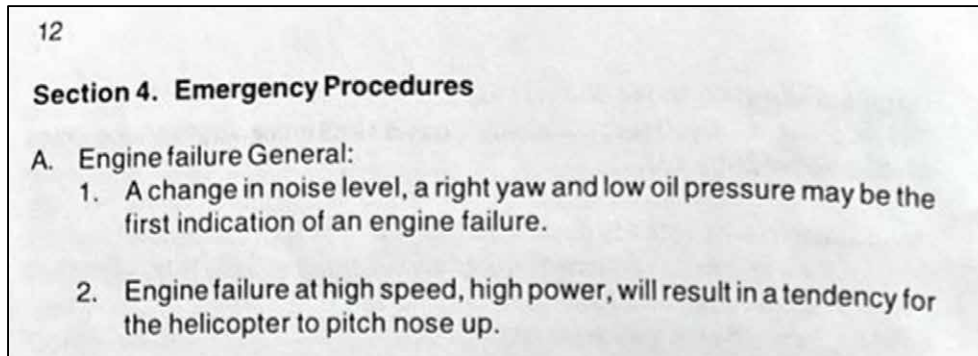 12
Section 4. Emergency Procedures
A. Engine failure General:
1. A change in noise level, a right yaw and low oil pressure may be the
first indication of an engine failure.
2. Engine failure at high speed, high power, will result in a tendency for
the helicopter to pitch nose up.